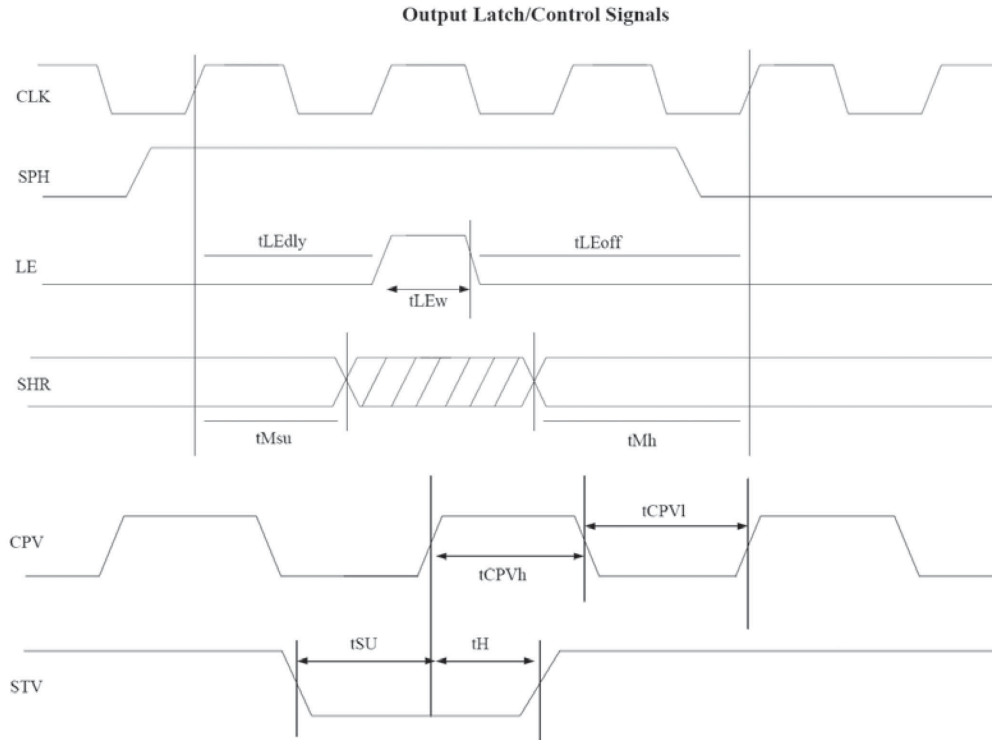 Output Latch/Control Signals
CLK
SPH
tLEdly
tLEoff
LE
tLEw
SHR
tMsu
tMh
tCPVl
CPV
tCPVh
tSU
tH
STV